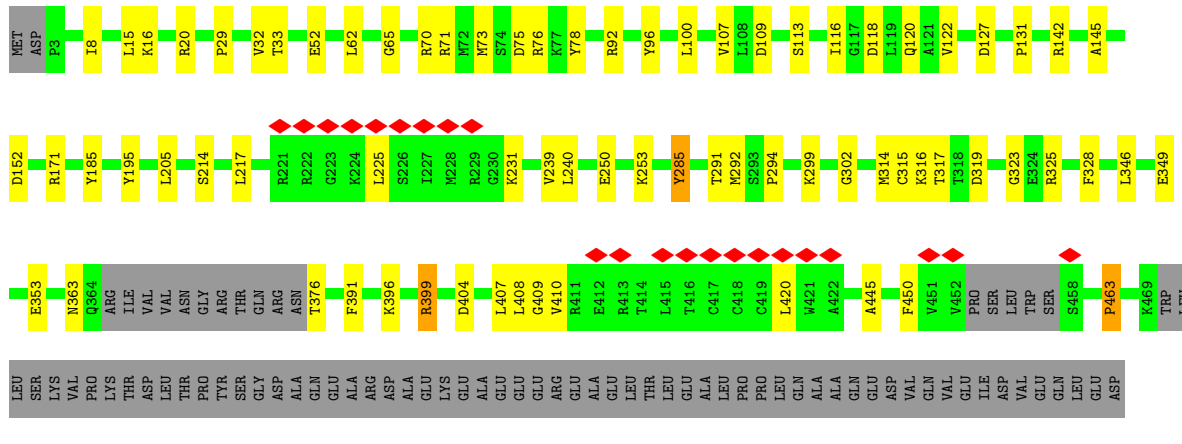 MET ASP P3 I8 L15 K16 R20 P29 V32 T33 E52 L62 G65 R70 R71 M72 M73 S74 D75 R76 K77 Y78 R92 Y96 L100 V107 L108 D109 S113 I116 G117 D118 L119 Q120 A121 V122 D127 P131 R142 A145
D152 R171 Y185 Y195 L205 S214 L217 R221 R222 G223 K224 L225 S226 I227 M228 R229 G230 K231 V239 L240 E250 K253 Y285 T291 M292 S293 P294 K299 G302 M314 C315 K316 T317 T318 D319 G323 E324 R325 F328 L346 E349
E353 N363 Q364 ARG ILE VAL VAL ASN GLY ARG THR GLN ARG ASN T376 F391 K396 R399 D404 L407 L408 G409 V410 R411 E412 R413 T414 L415 T416 C417 C418 C419 L420 W421 A422 A445 F450 V451 V452 PRO SER LEU TRP SER S458 P463 K469 TRP LEU
LEU SER LYS VAL PRO LYS THR ASP LEU LEU THR PRO TYR SER GLY ASP ALA GLN GLU ALA ARG ASP ALA GLU LYS GLU ALA GLU GLU GLY ARG GLU ALA GLU LEU THR LEU GLU ALA LEU PRO PRO LEU GLN ALA ALA GLN GLU ASP VAL GLN VAL GLU ILE ASP VAL GLU GLN LEU GLU ASP